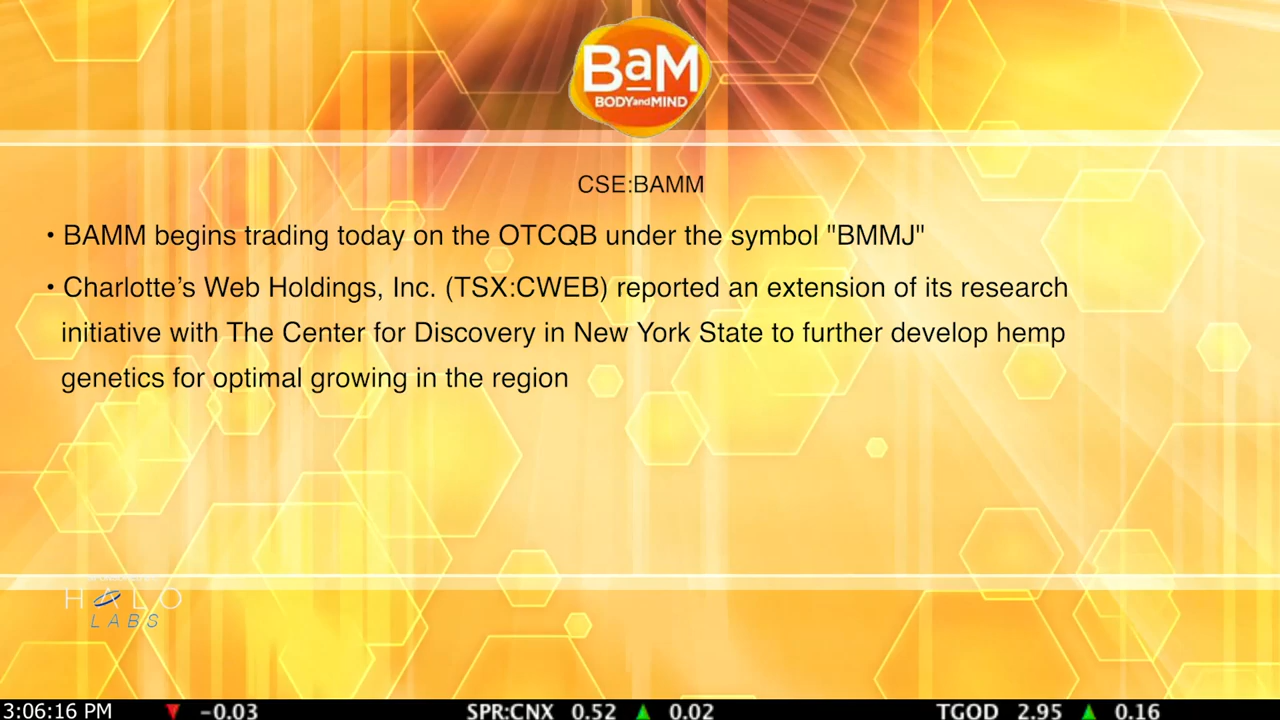 BaM
BODYandMIND
CSE:BAMM
• BAMM begins trading today on the OTCQB under the symbol "BMMJ"
• Charlotte’s Web Holdings, Inc. (TSX:CWEB) reported an extension of its research
initiative with The Center for Discovery in New York State to further develop hemp
genetics for optimal growing in the region
HALO
LABS
3:06:16 PM ▼ -0.03 SPR:CNX 0.52 ▲ 0.02 TGOD 2.95 ▲ 0.16